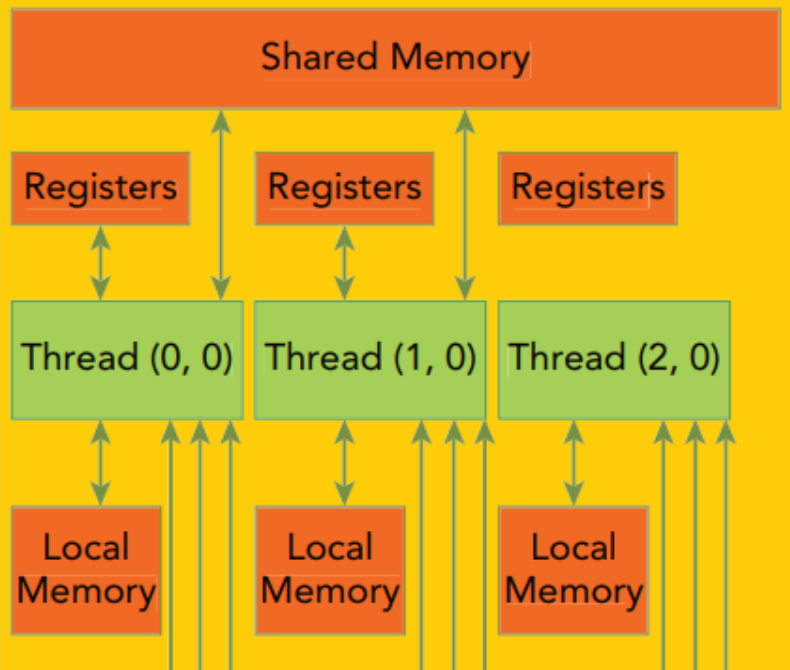 Shared Memory
Registers
Registers
Registers
Thread (0, 0)
Thread (1, 0)
Thread (2, 0)
Local
Memory
Local
Memory
Local
Memory